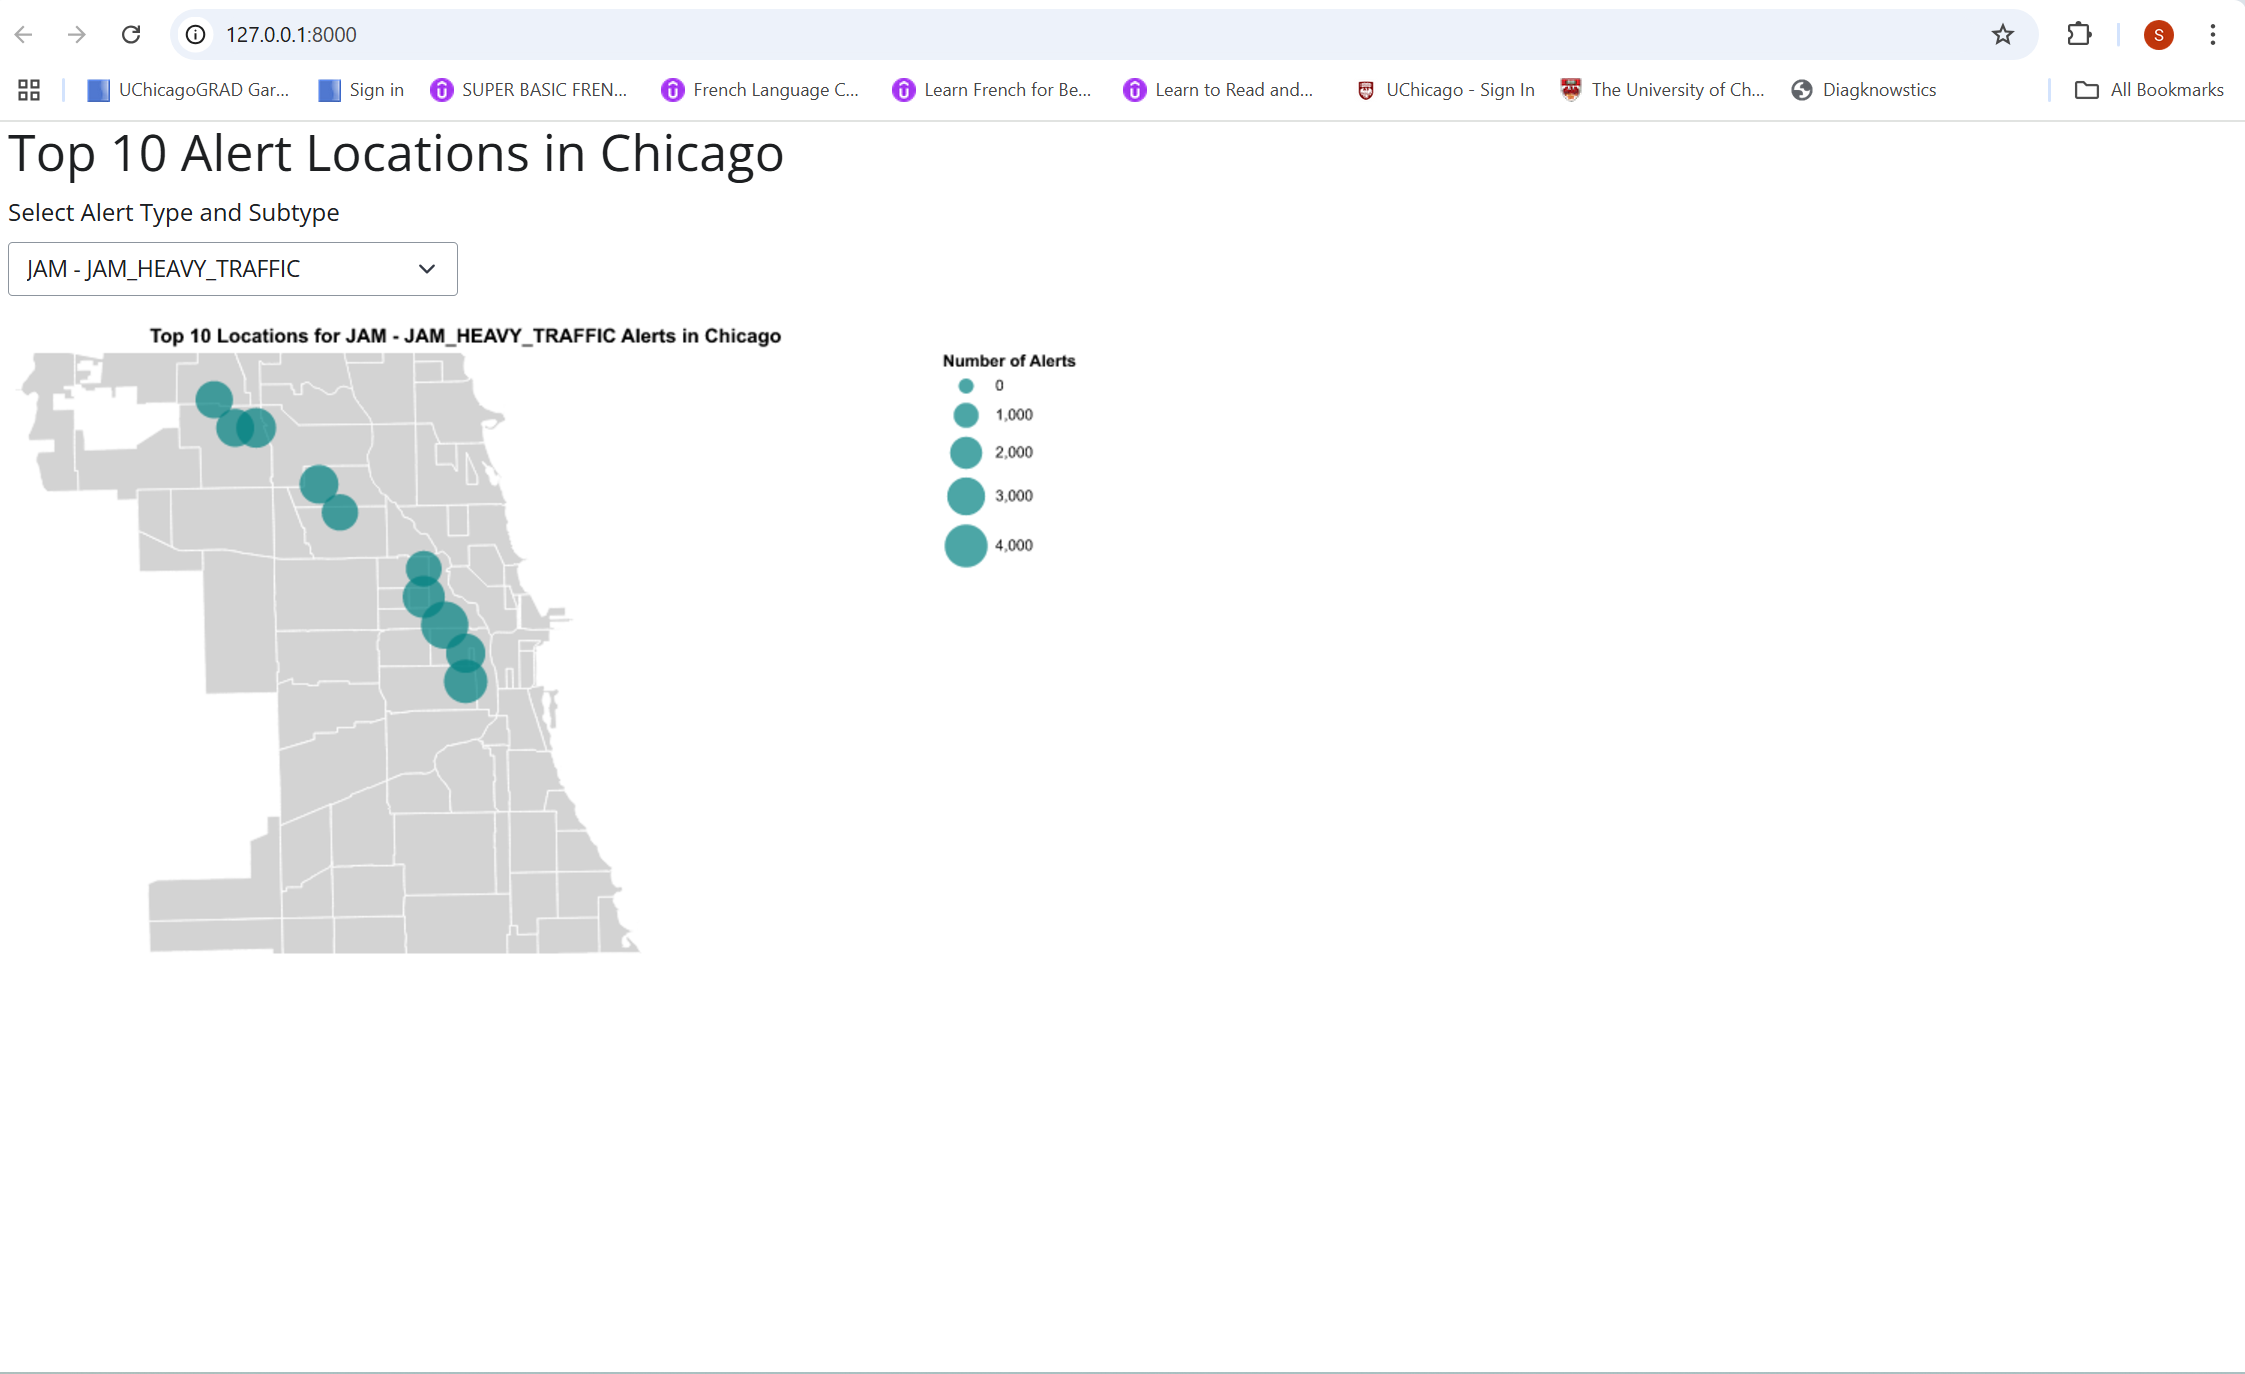 127.0.0.1:8000
S
UChicagoGRAD Gar...
Sign in
SUPER BASIC FREN...
French Language C...
Learn French for Be...
Learn to Read and...
UChicago - Sign In
The University of Ch...
Diagknowstics
All Bookmarks
Top 10 Alert Locations in Chicago
Select Alert Type and Subtype
JAM - JAM_HEAVY_TRAFFIC
Top 10 Locations for JAM - JAM_HEAVY_TRAFFIC Alerts in Chicago
Number of Alerts
0
1,000
2,000
3,000
4,000